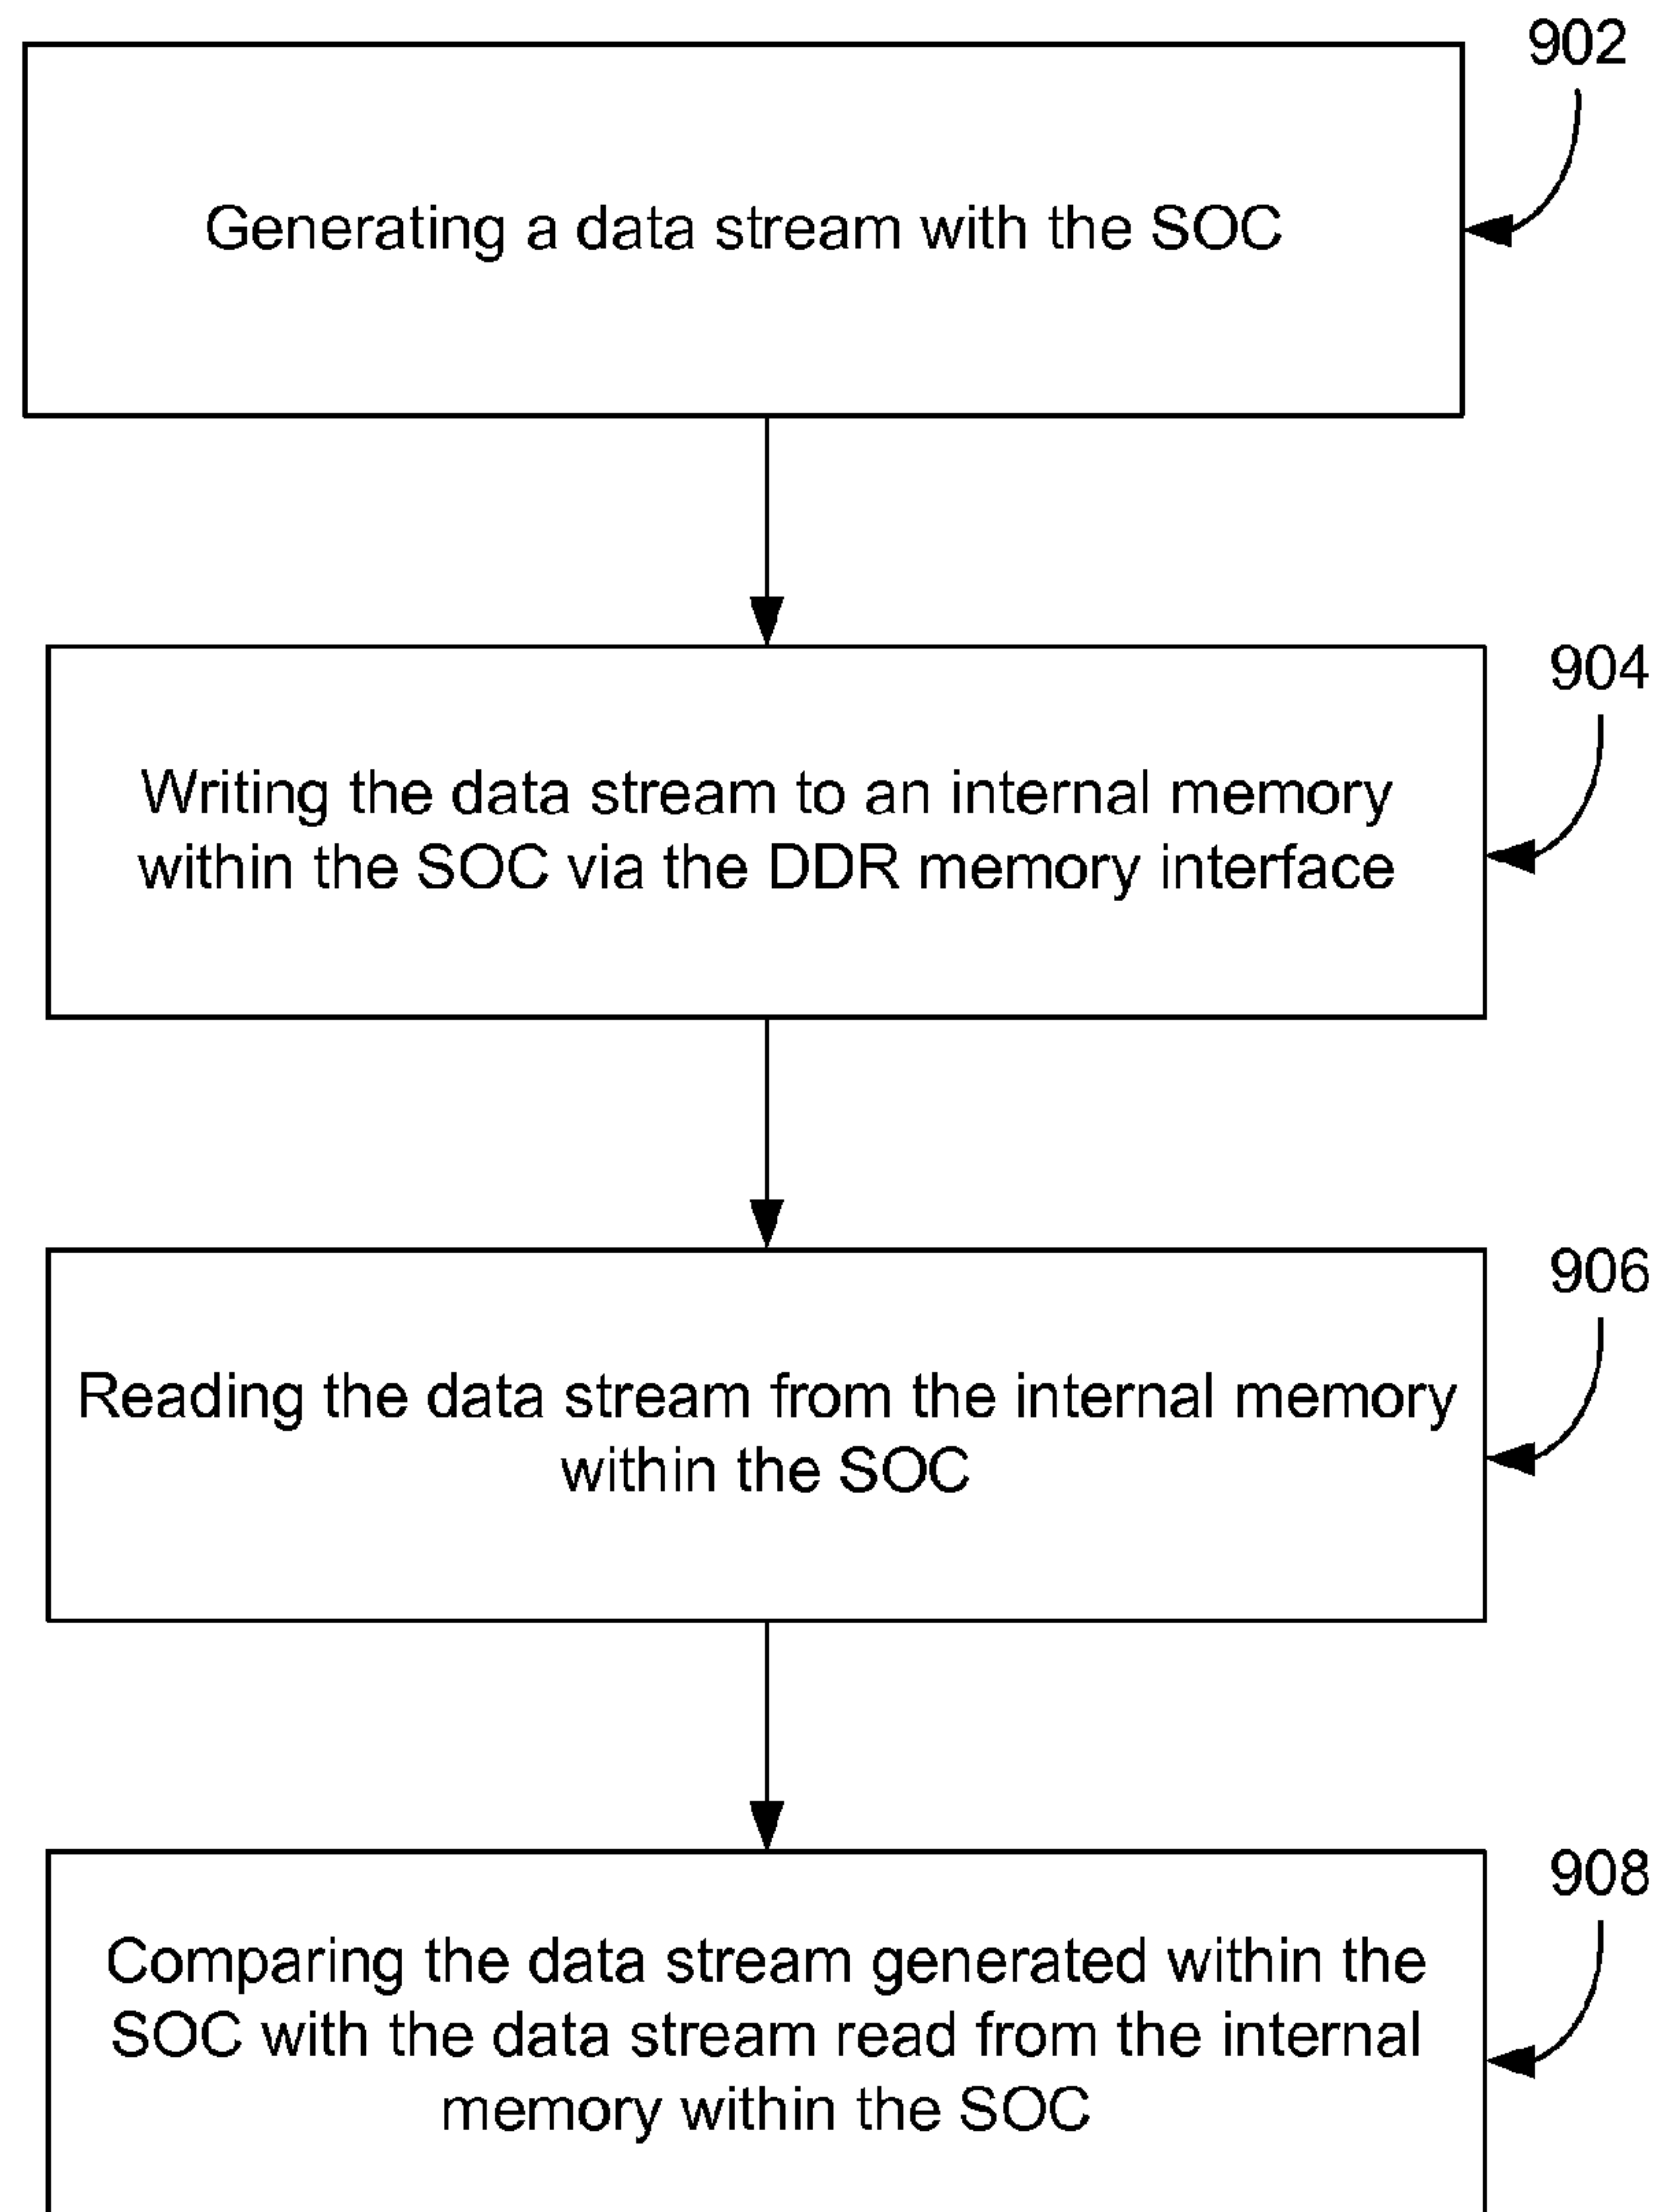 902
Generating a data stream with the SOC
904
Writing the data stream to an internal memory
within the SOC via the DDR memory interface
906
Reading the data stream from the internal memory
within the SOC
908
Comparing the data stream generated within the
SOC with the data stream read from the internal
memory within the SOC